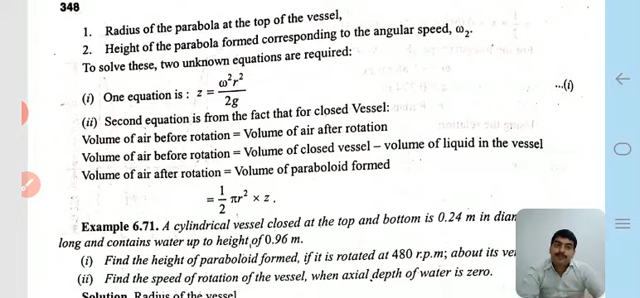 348
1. Radius of the parabola at the top of the vessel,
2. Height of the parabola formed corresponding to the angular speed, ω₂.
To solve these, two unknown equations are required:
(i) One equation is : z = ω²r² / 2g ...(i)
(ii) Second equation is from the fact that for closed Vessel:
Volume of air before rotation = Volume of air after rotation
Volume of air before rotation = Volume of closed vessel – volume of liquid in the vessel
Volume of air after rotation = Volume of paraboloid formed
= 1/2 πr² × z .
Example 6.71. A cylindrical vessel closed at the top and bottom is 0.24 m in
long and contains water up to height of 0.96 m.
(i) Find the height of paraboloid formed, if it is rotated at 480 r.p.m; about its
(ii) Find the speed of rotation of the vessel, when axial depth of water is zero.
Solution. Radius of the vessel